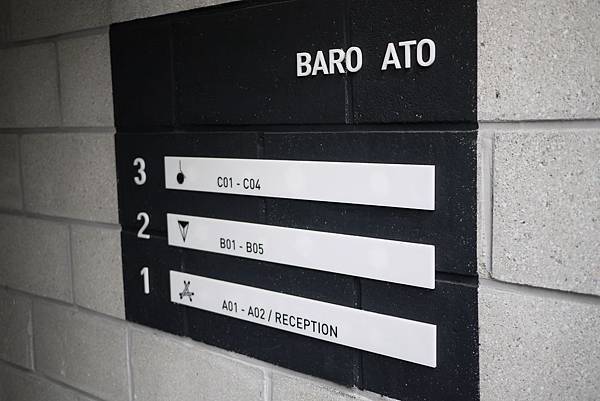 BARO ATO
3 C01 - C04
2 B01 - B05
1 A01 - A02 / RECEPTION